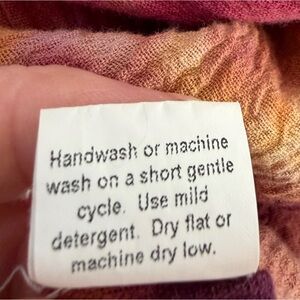 Handwash or machine
wash on a short gentle
cycle. Use mild
detergent. Dry flat or
machine dry low.